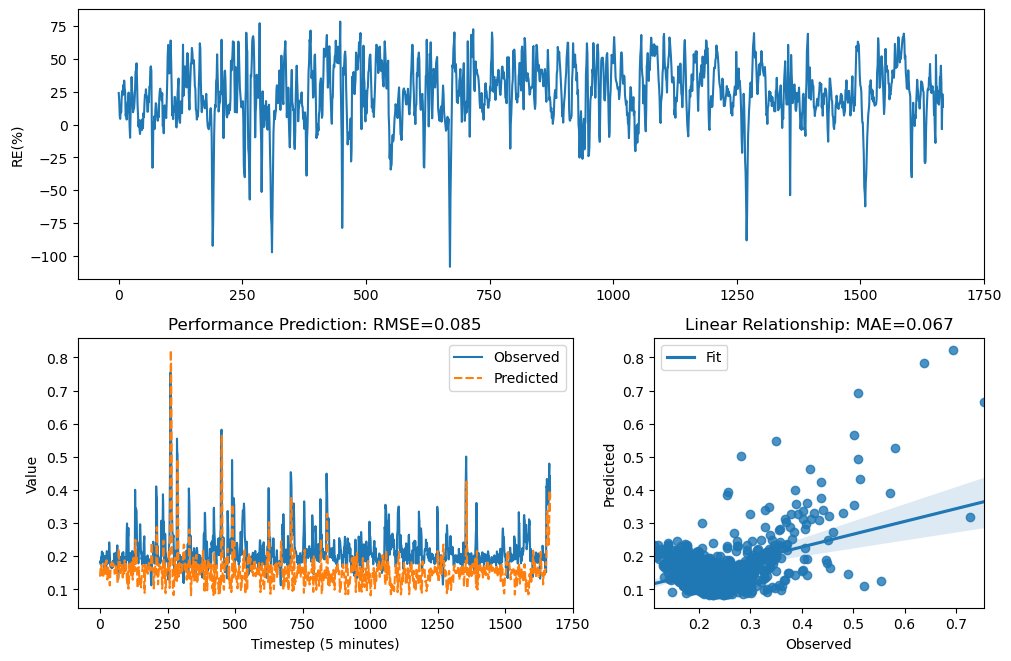 75
50
25
0
−25
−50
−75
−100
RE(%)
0 250 500 750 1000 1250 1500 1750
Performance Prediction: RMSE=0.085
Observed
Predicted
0.8
0.7
0.6
0.5
0.4
0.3
0.2
0.1
Value
0 250 500 750 1000 1250 1500 1750
Timestep (5 minutes)
Linear Relationship: MAE=0.067
Fit
0.8
0.7
0.6
0.5
0.4
0.3
0.2
0.1
Predicted
0.2 0.3 0.4 0.5 0.6 0.7
Observed